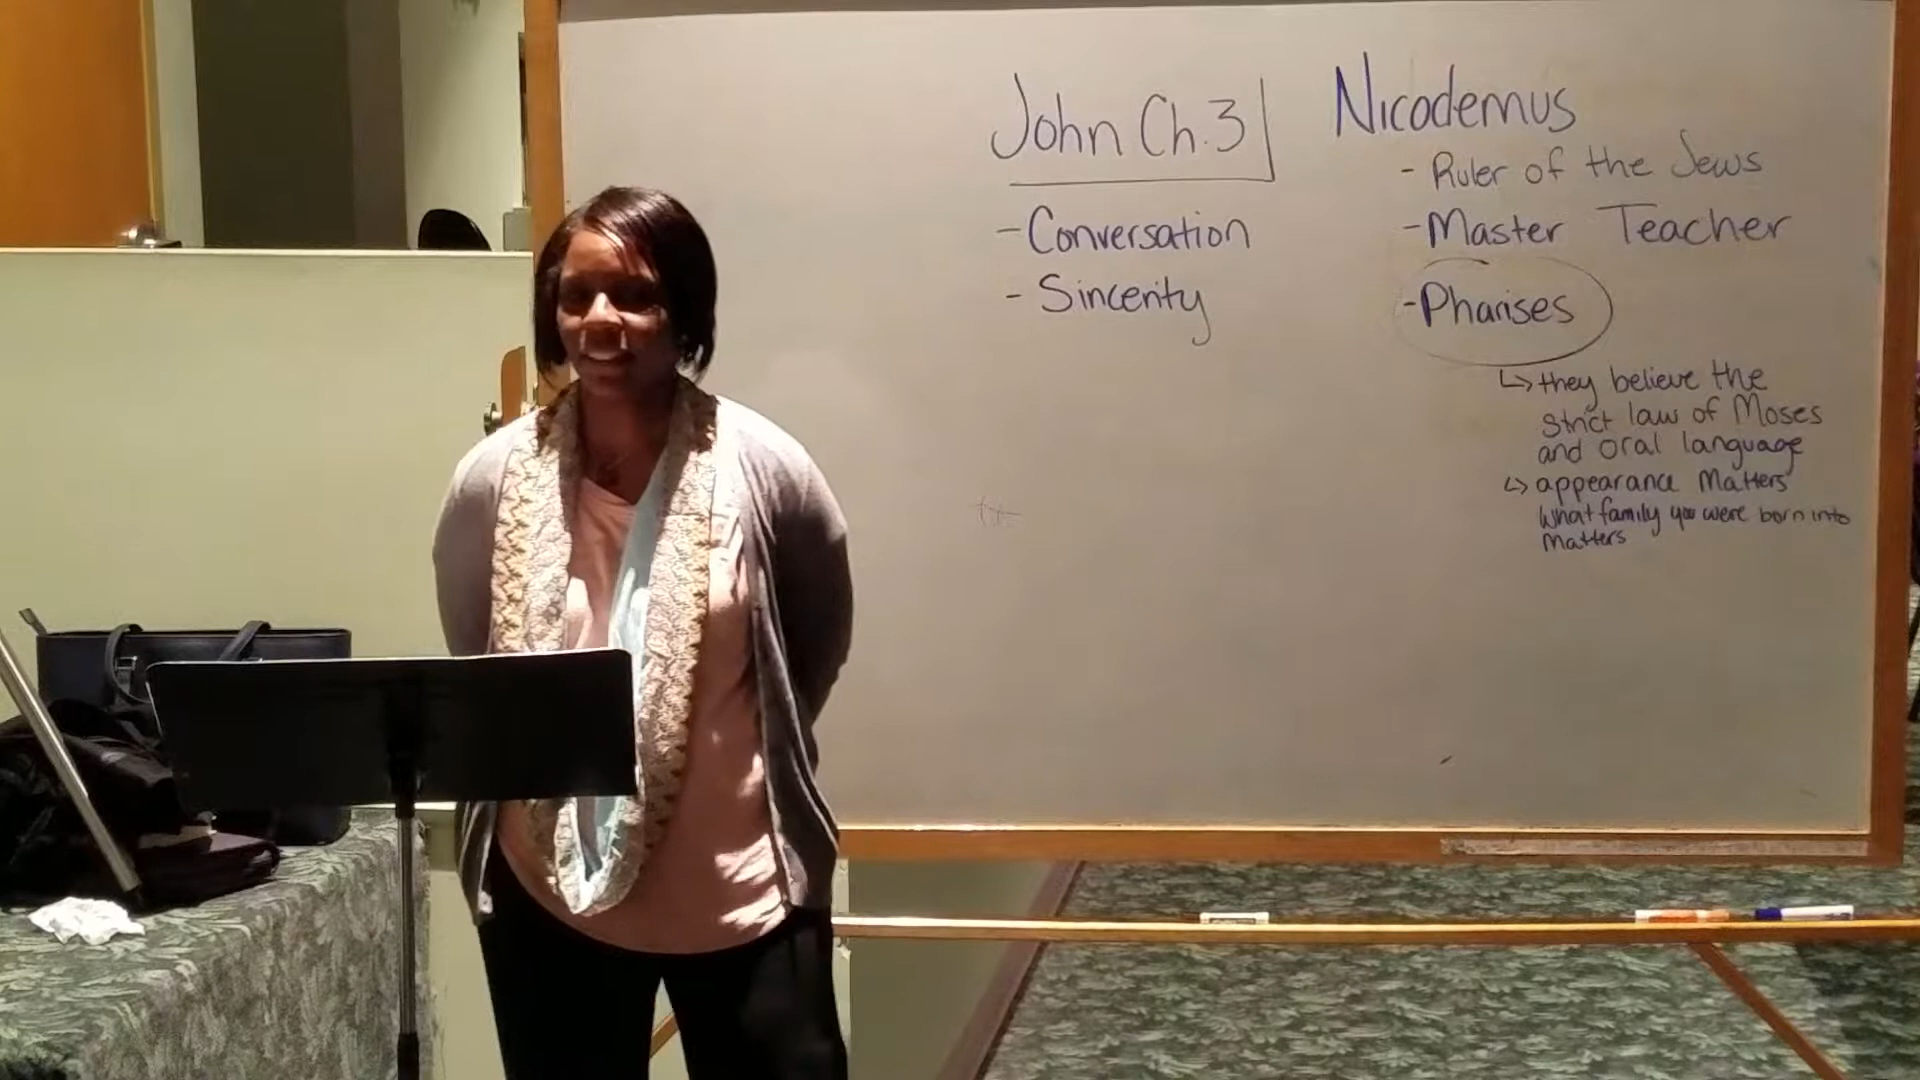 John Ch.3
- Conversation
- Sincerity
Nicodemus
- Ruler of the Jews
- Master Teacher
- Pharises
↳ they believe the
strict law of Moses
and oral language
↳ appearance Matters
What family you were born into
Matters